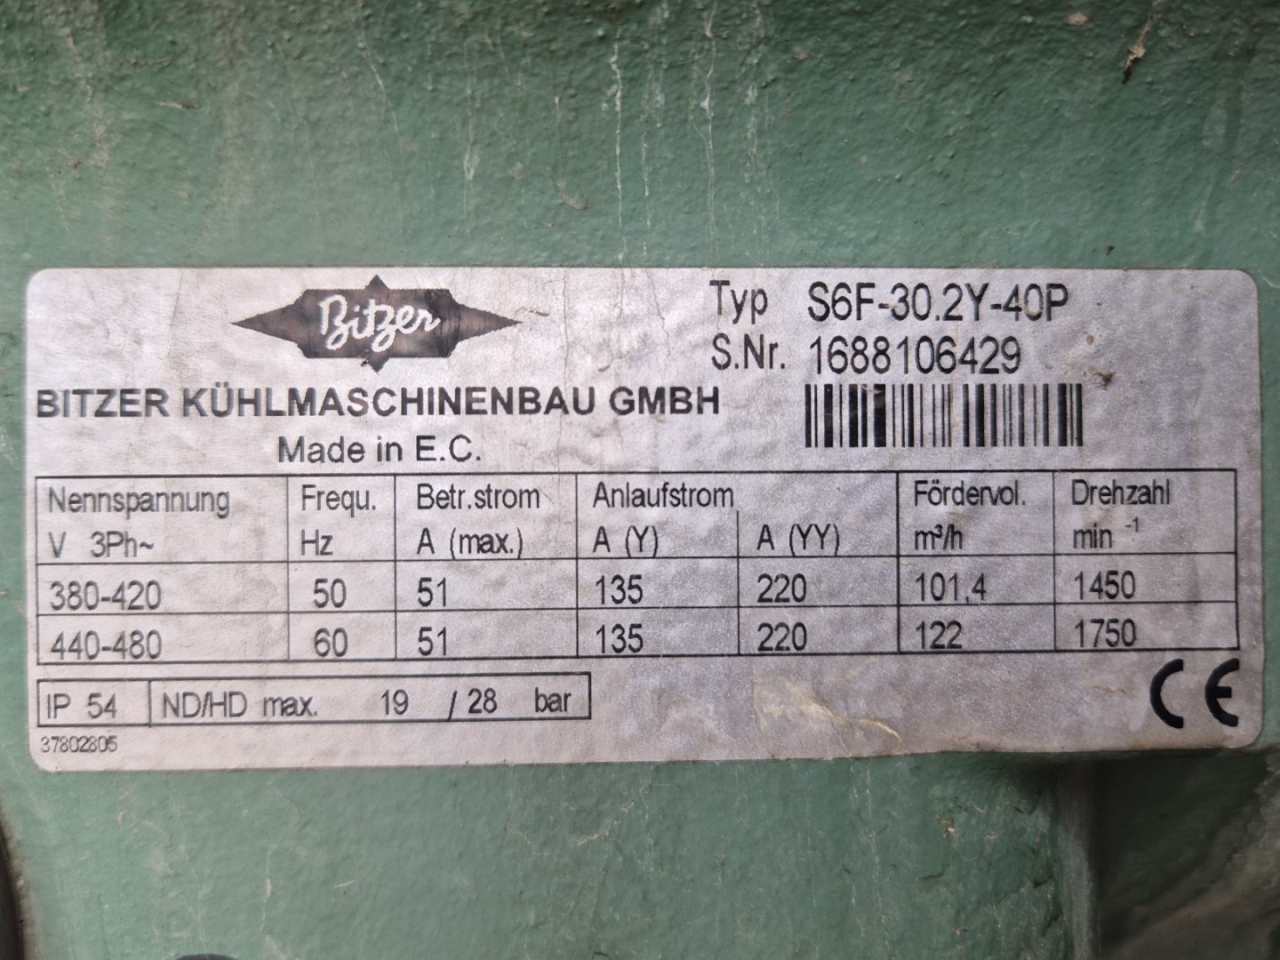 Bitzer
Typ S6F-30.2Y-40P
S.Nr. 1688106429
BITZER KÜHLMASCHINENBAU GMBH
Made in E.C.
Nennspannung Frequ. Betr.strom Anlaufstrom Fördervol. Drehzahl
V 3Ph~ Hz A (max.) A (Y) A (YY) m³/h min ⁻¹
380-420 50 51 135 220 101,4 1450
440-480 60 51 135 220 122 1750
IP 54 ND/HD max. 19 / 28 bar
CE
37802805